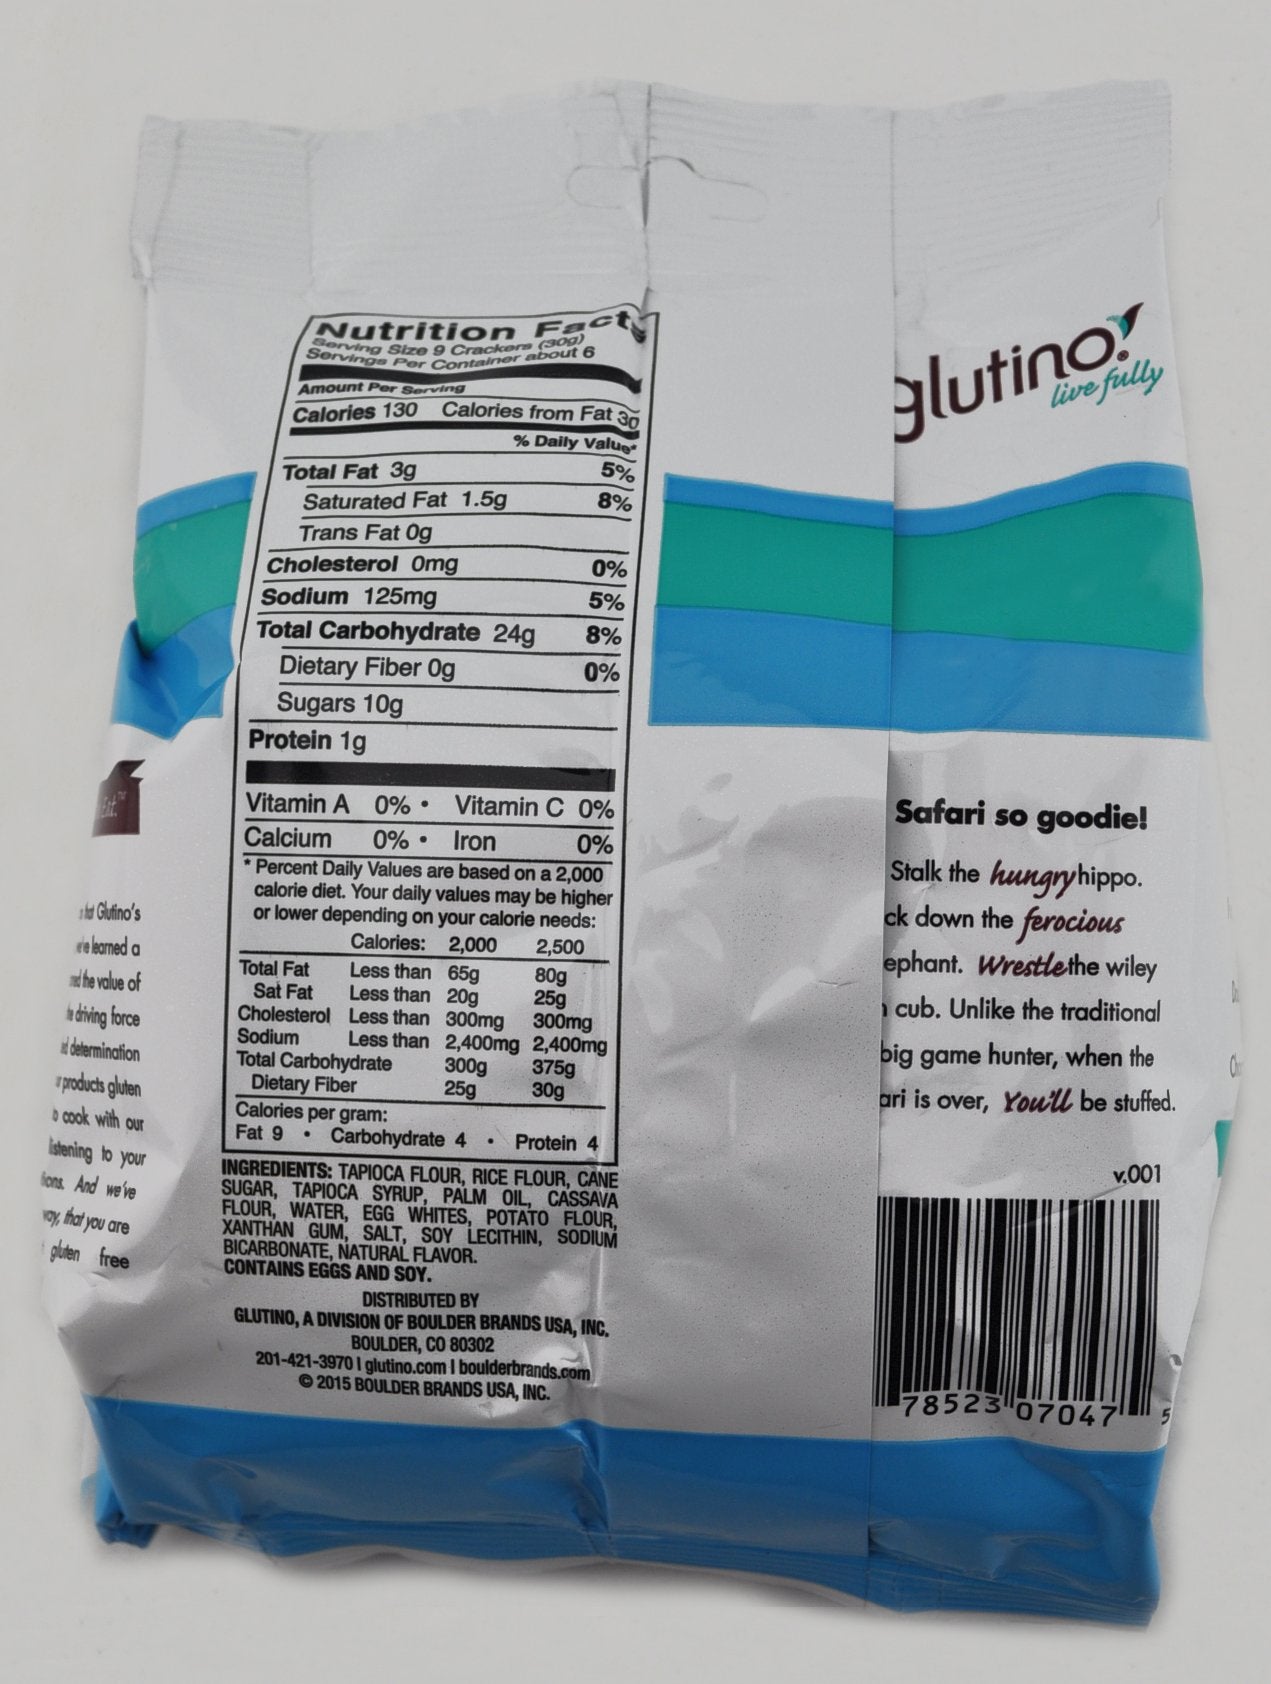 Nutrition Facts
Serving Size 9 Crackers (30g)
Servings Per Container about 6
Amount Per Serving
Calories 130 Calories from Fat 30
% Daily Value*
Total Fat 3g 5%
Saturated Fat 1.5g 8%
Trans Fat 0g
Cholesterol 0mg 0%
Sodium 125mg 5%
Total Carbohydrate 24g 8%
Dietary Fiber 0g 0%
Sugars 10g
Protein 1g
Vitamin A 0% • Vitamin C 0%
Calcium 0% • Iron 0%
* Percent Daily Values are based on a 2,000
calorie diet. Your daily values may be higher
or lower depending on your calorie needs:
Calories: 2,000 2,500
Total Fat Less than 65g 80g
Sat Fat Less than 20g 25g
Cholesterol Less than 300mg 300mg
Sodium Less than 2,400mg 2,400mg
Total Carbohydrate 300g 375g
Dietary Fiber 25g 30g
Calories per gram:
Fat 9 • Carbohydrate 4 • Protein 4
INGREDIENTS: TAPIOCA FLOUR, RICE FLOUR, CANE
SUGAR, TAPIOCA SYRUP, PALM OIL, CASSAVA
FLOUR, WATER, EGG WHITES, POTATO FLOUR,
XANTHAN GUM, SALT, SOY LECITHIN, SODIUM
BICARBONATE, NATURAL FLAVOR.
CONTAINS EGGS AND SOY.
DISTRIBUTED BY
GLUTINO, A DIVISION OF BOULDER BRANDS USA, INC.
BOULDER, CO 80302
201-421-3970 | glutino.com | boulderbrands.com
© 2015 BOULDER BRANDS USA, INC.
glutino®
live fully
Safari so goodie!
Stalk the hungry hippo.
ck down the ferocious
ephant. Wrestle the wiley
cub. Unlike the traditional
big game hunter, when the
ari is over, You'll be stuffed.
v.001
78523 07047 5
Eat.™
that Glutino's
we've learned a
the value of
driving force
determination
products gluten
cook with our
listening to your
And we've
way, that you are
gluten free